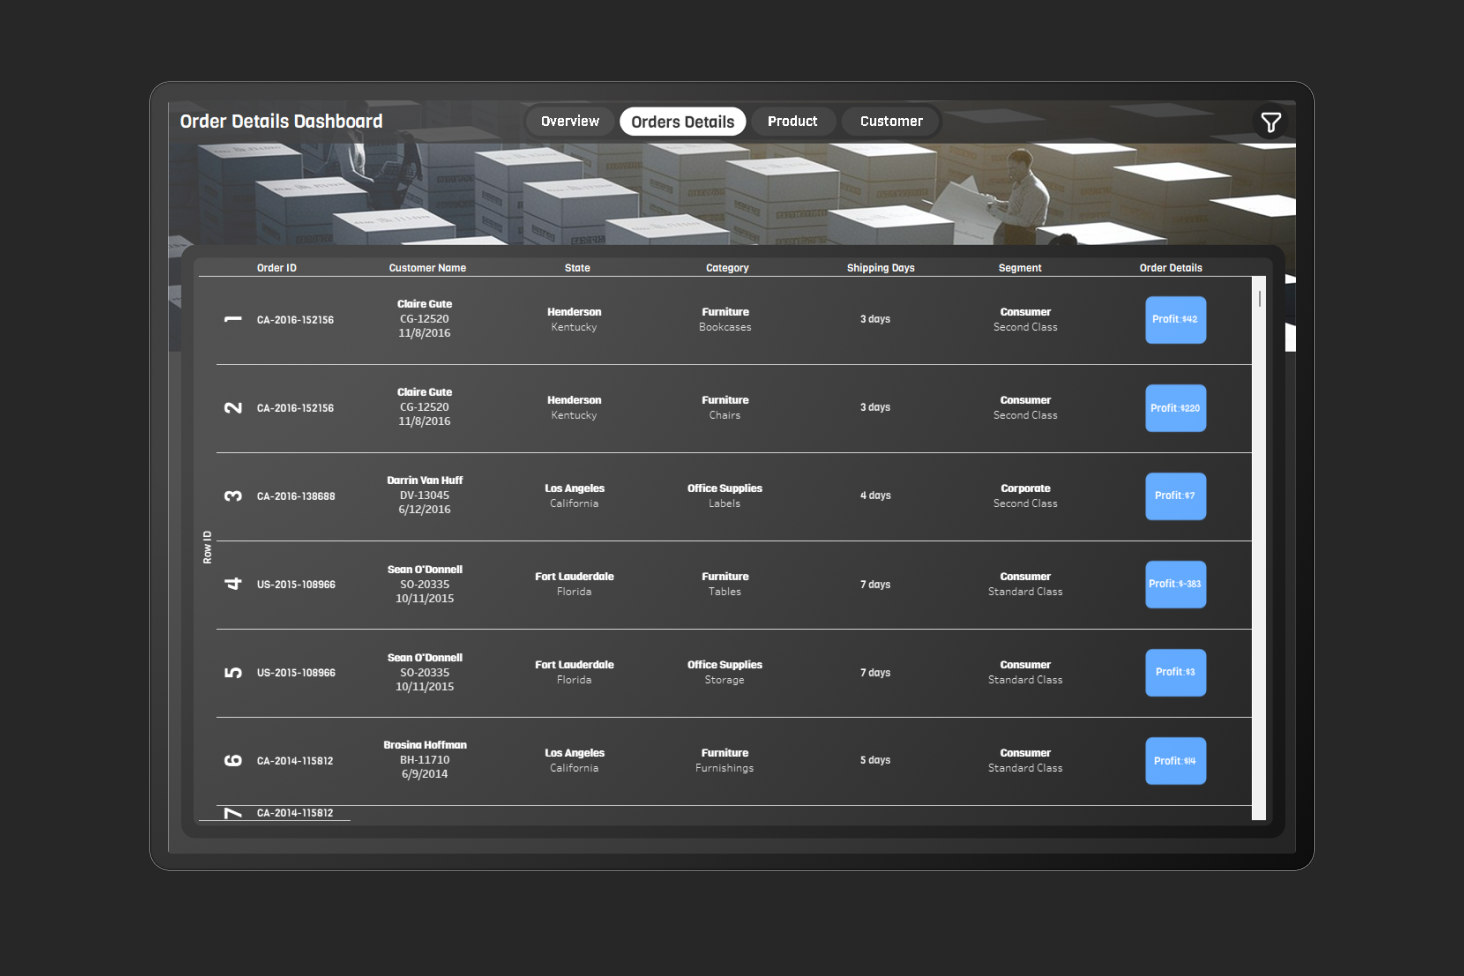 Order Details Dashboard
Overview
Orders Details
Product
Customer
Order ID
Customer Name
State
Category
Shipping Days
Segment
Order Details
Row ID
1
CA-2016-152156
Claire Gute
CG-12520
11/8/2016
Henderson
Kentucky
Furniture
Bookcases
3 days
Consumer
Second Class
Profit:$42
2
CA-2016-152156
Claire Gute
CG-12520
11/8/2016
Henderson
Kentucky
Furniture
Chairs
3 days
Consumer
Second Class
Profit:$220
3
CA-2016-138688
Darrin Van Huff
DV-13045
6/12/2016
Los Angeles
California
Office Supplies
Labels
4 days
Corporate
Second Class
Profit:$7
4
US-2015-108966
Sean O'Donnell
SO-20335
10/11/2015
Fort Lauderdale
Florida
Furniture
Tables
7 days
Consumer
Standard Class
Profit:$-383
5
US-2015-108966
Sean O'Donnell
SO-20335
10/11/2015
Fort Lauderdale
Florida
Office Supplies
Storage
7 days
Consumer
Standard Class
Profit:$3
6
CA-2014-115812
Brosina Hoffman
BH-11710
6/9/2014
Los Angeles
California
Furniture
Furnishings
5 days
Consumer
Standard Class
Profit:$14
7
CA-2014-115812